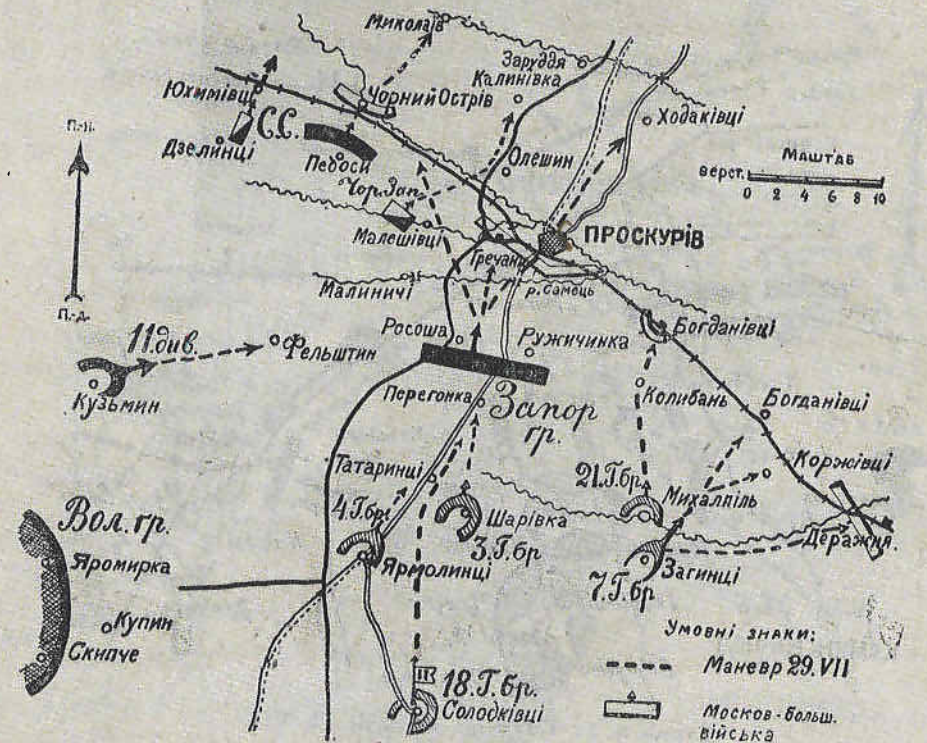 Миколаїв
Заруддя
Калинівка
Юхимівці
Чорний Острів
Ходаківці
П.-н.
С.С.
Дзелинці
Педоси
Олешин
Маштаб
верст.
0 2 4 6 8 10
Чор. Зап.
Малешівці
ПРОСКУРІВ
Гречани
Малиничі
р. Самець
П.-д.
Росоша
Ружичинка
Богданівці
11. див.
Фельштин
Кузьмин
Перегонка
Запор
гр.
Колибань
Богданівці
Татаринці
Коржівці
21.Г.бр.
Михалпіль
4.Г.бр.
Шарівка
3.Г.бр
Деражня.
Вол. гр.
Яромирка
Ярмолинці
Загинці
7.Г.бр
Купин
Скипче
Умовні знаки:
Маневр 29.VII
18.Г.бр.
Солодківці
Москов-больш.
війська